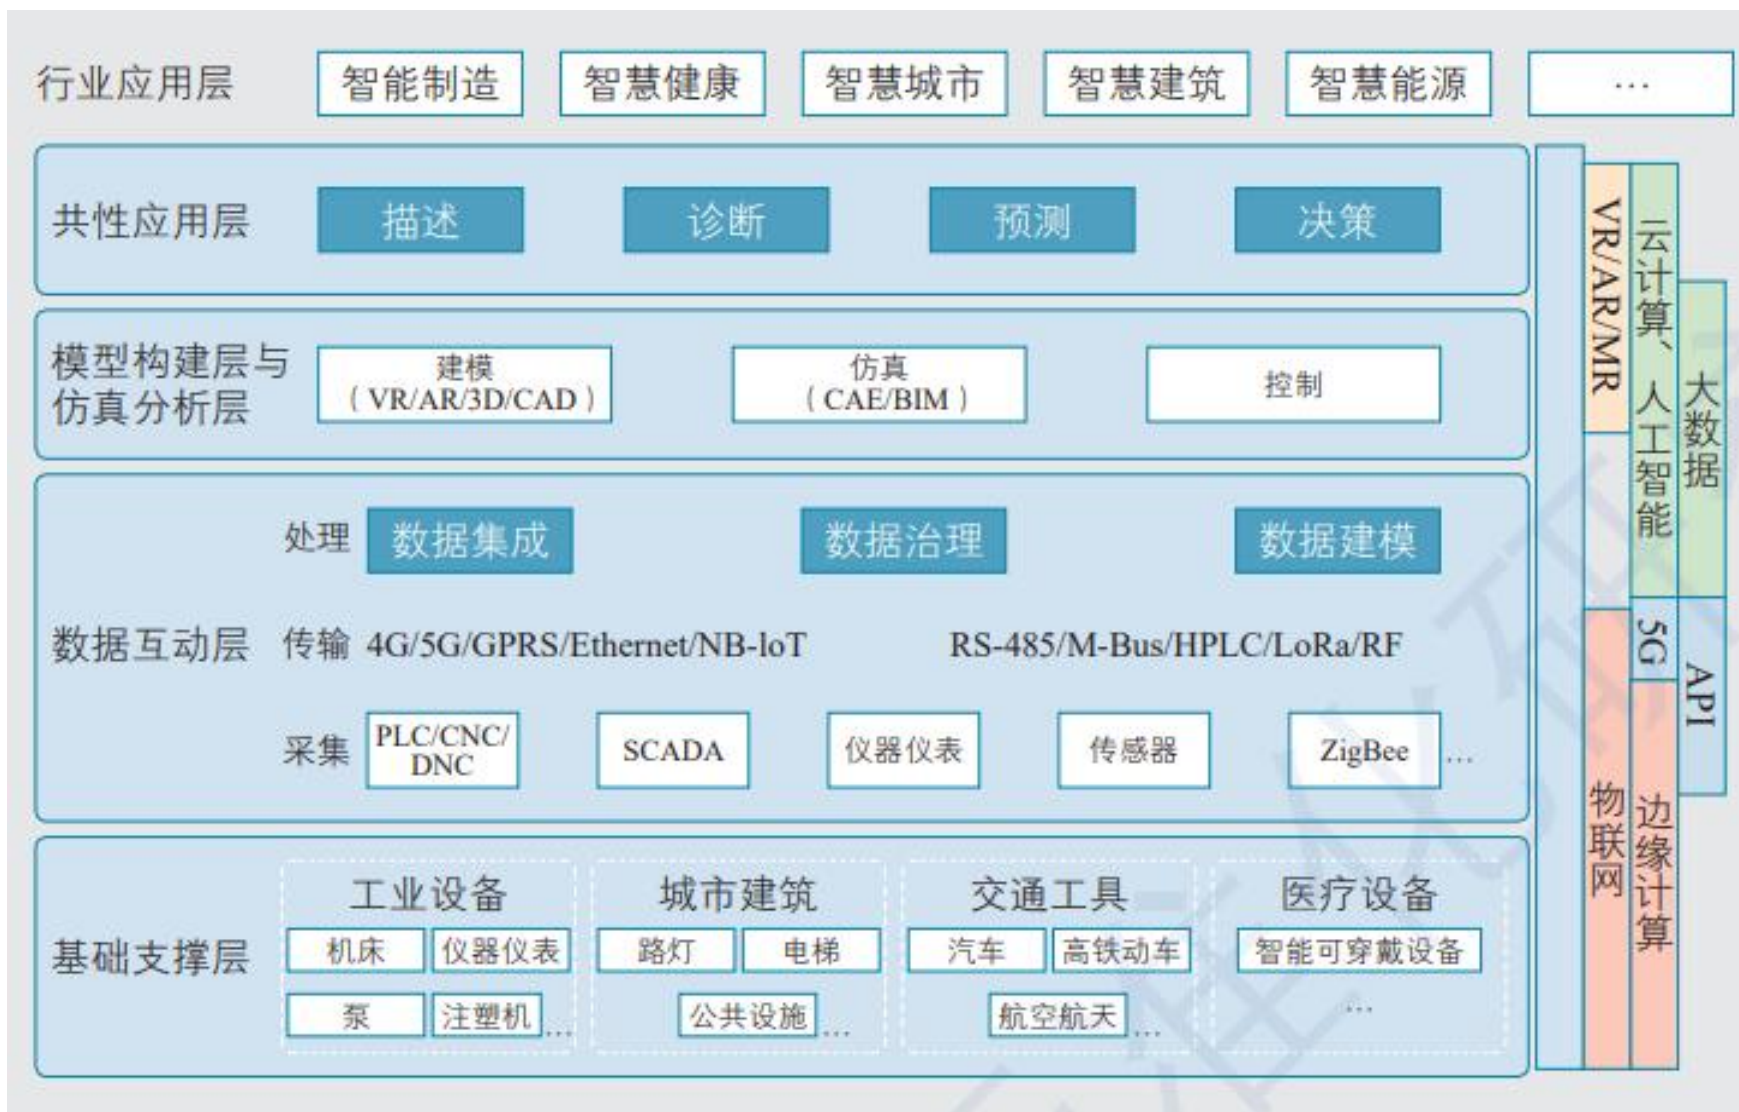 行业应用层 智能制造 智慧健康 智慧城市 智慧建筑 智慧能源 …
共性应用层 描述 诊断 预测 决策
模型构建层与
仿真分析层
建模
（VR/AR/3D/CAD）
仿真
（CAE/BIM）
控制
数据互动层
处理 数据集成 数据治理 数据建模
传输 4G/5G/GPRS/Ethernet/NB-loT RS-485/M-Bus/HPLC/LoRa/RF
采集
PLC/CNC/
DNC
SCADA 仪器仪表 传感器 ZigBee …
基础支撑层
工业设备
机床 仪器仪表
泵 注塑机 …
城市建筑
路灯 电梯
公共设施 …
交通工具
汽车 高铁动车
航空航天 …
医疗设备
智能可穿戴设备
…
VR/AR/MR
物联网
云计算、人工智能
5G
边缘计算
大数据
API